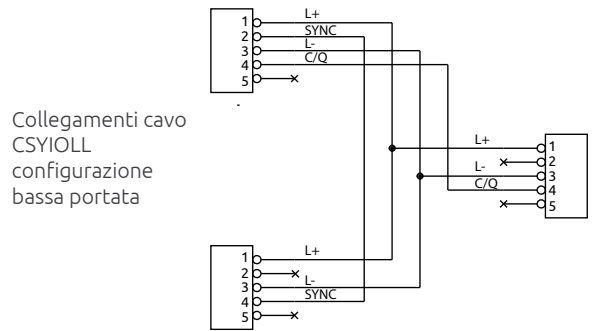 1 L+
2 SYNC
3 L-
4 C/Q
5
Collegamenti cavo
CSYIOLL
configurazione
bassa portata
L+ 1
2
L- 3
C/Q 4
5
1 L+
2
3 L-
4 SYNC
5